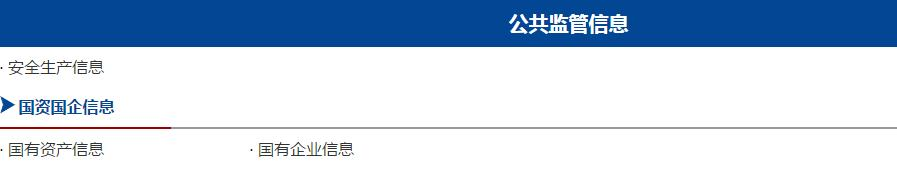 公共监管信息
· 安全生产信息
国资国企信息
· 国有资产信息 · 国有企业信息